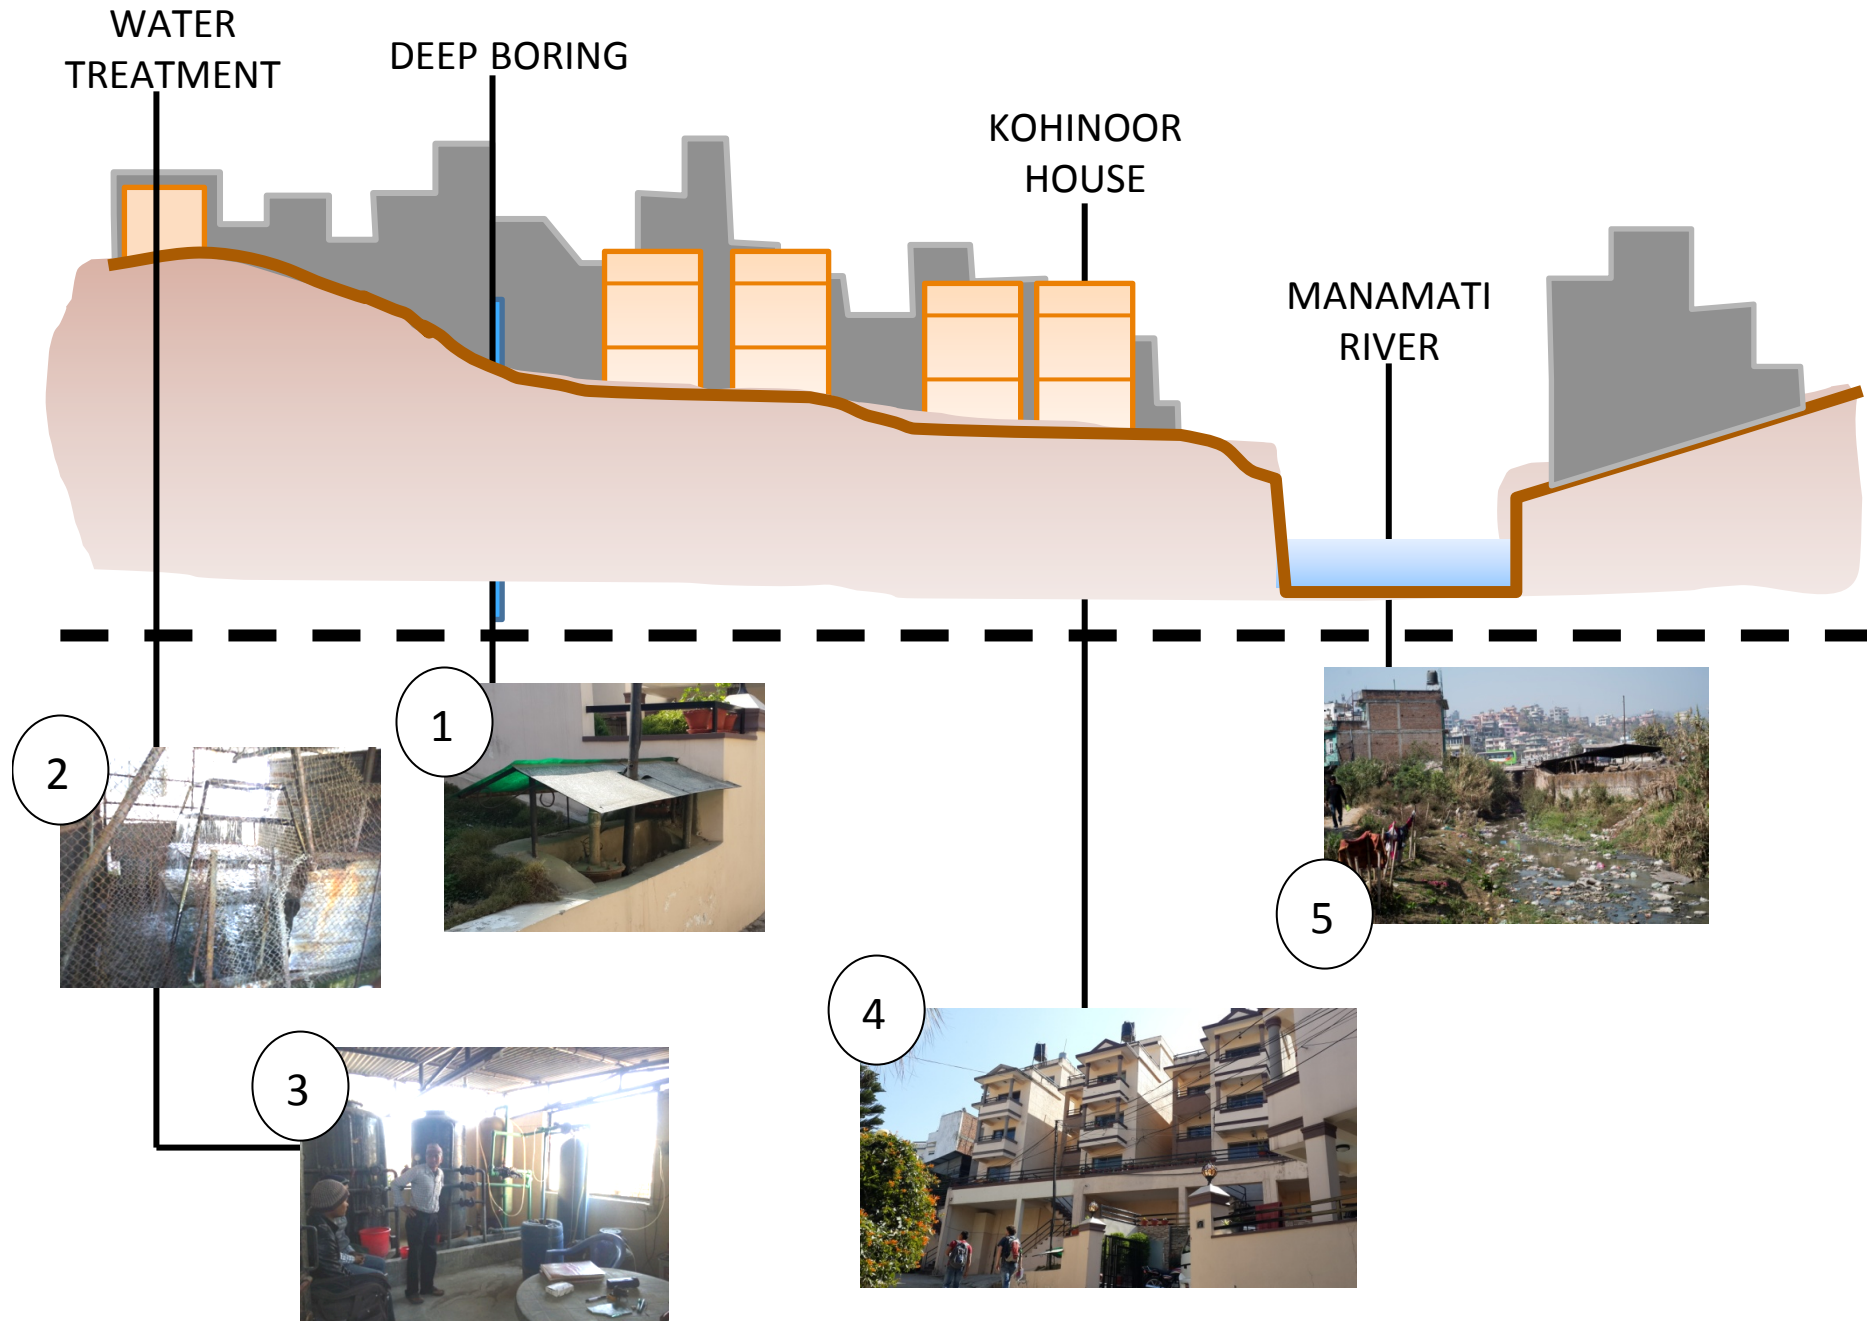 WATER
TREATMENT
DEEP BORING
KOHINOOR
HOUSE
MANAMATI
RIVER
1
2
3
4
5